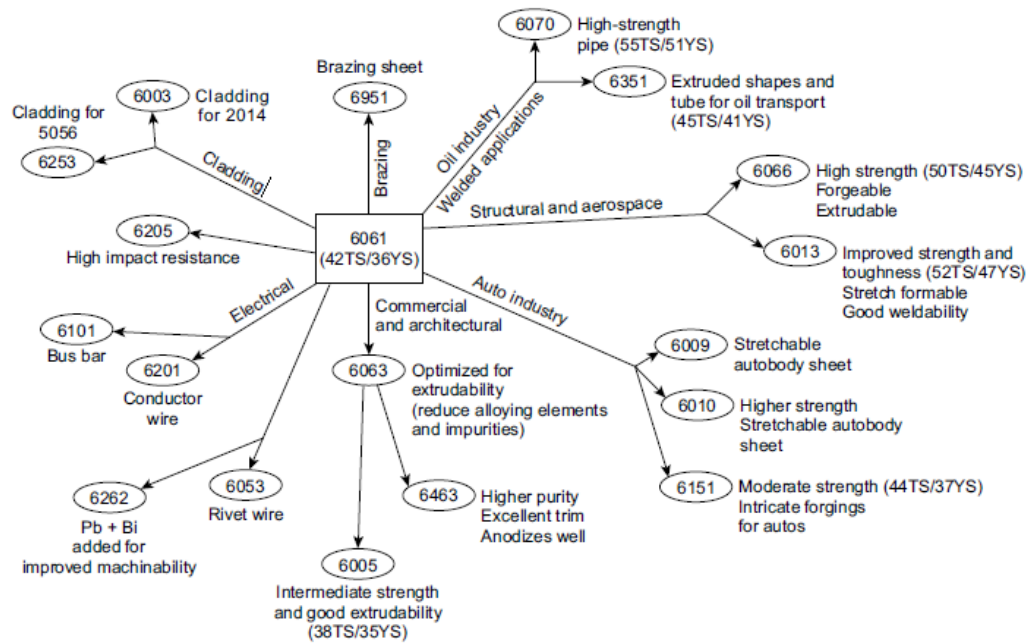 6070
High-strength
pipe (55TS/51YS)
6351
Extruded shapes and
tube for oil transport
(45TS/41YS)
Oil industry
Welded applications
Brazing sheet
6951
Brazing
6003
Cladding
for 2014
Cladding for
5056
6253
Cladding
6205
High impact resistance
6061
(42TS/36YS)
Structural and aerospace
6066
High strength (50TS/45YS)
Forgeable
Extrudable
6013
Improved strength and
toughness (52TS/47YS)
Stretch formable
Good weldability
Electrical
6101
Bus bar
6201
Conductor
wire
Commercial
and architectural
6063
Optimized for
extrudability
(reduce alloying elements
and impurities)
Auto industry
6009
Stretchable
autobody sheet
6010
Higher strength
Stretchable autobody
sheet
6151
Moderate strength (44TS/37YS)
Intricate forgings
for autos
6262
Pb + Bi
added for
improved machinability
6053
Rivet wire
6463
Higher purity
Excellent trim
Anodizes well
6005
Intermediate strength
and good extrudability
(38TS/35YS)